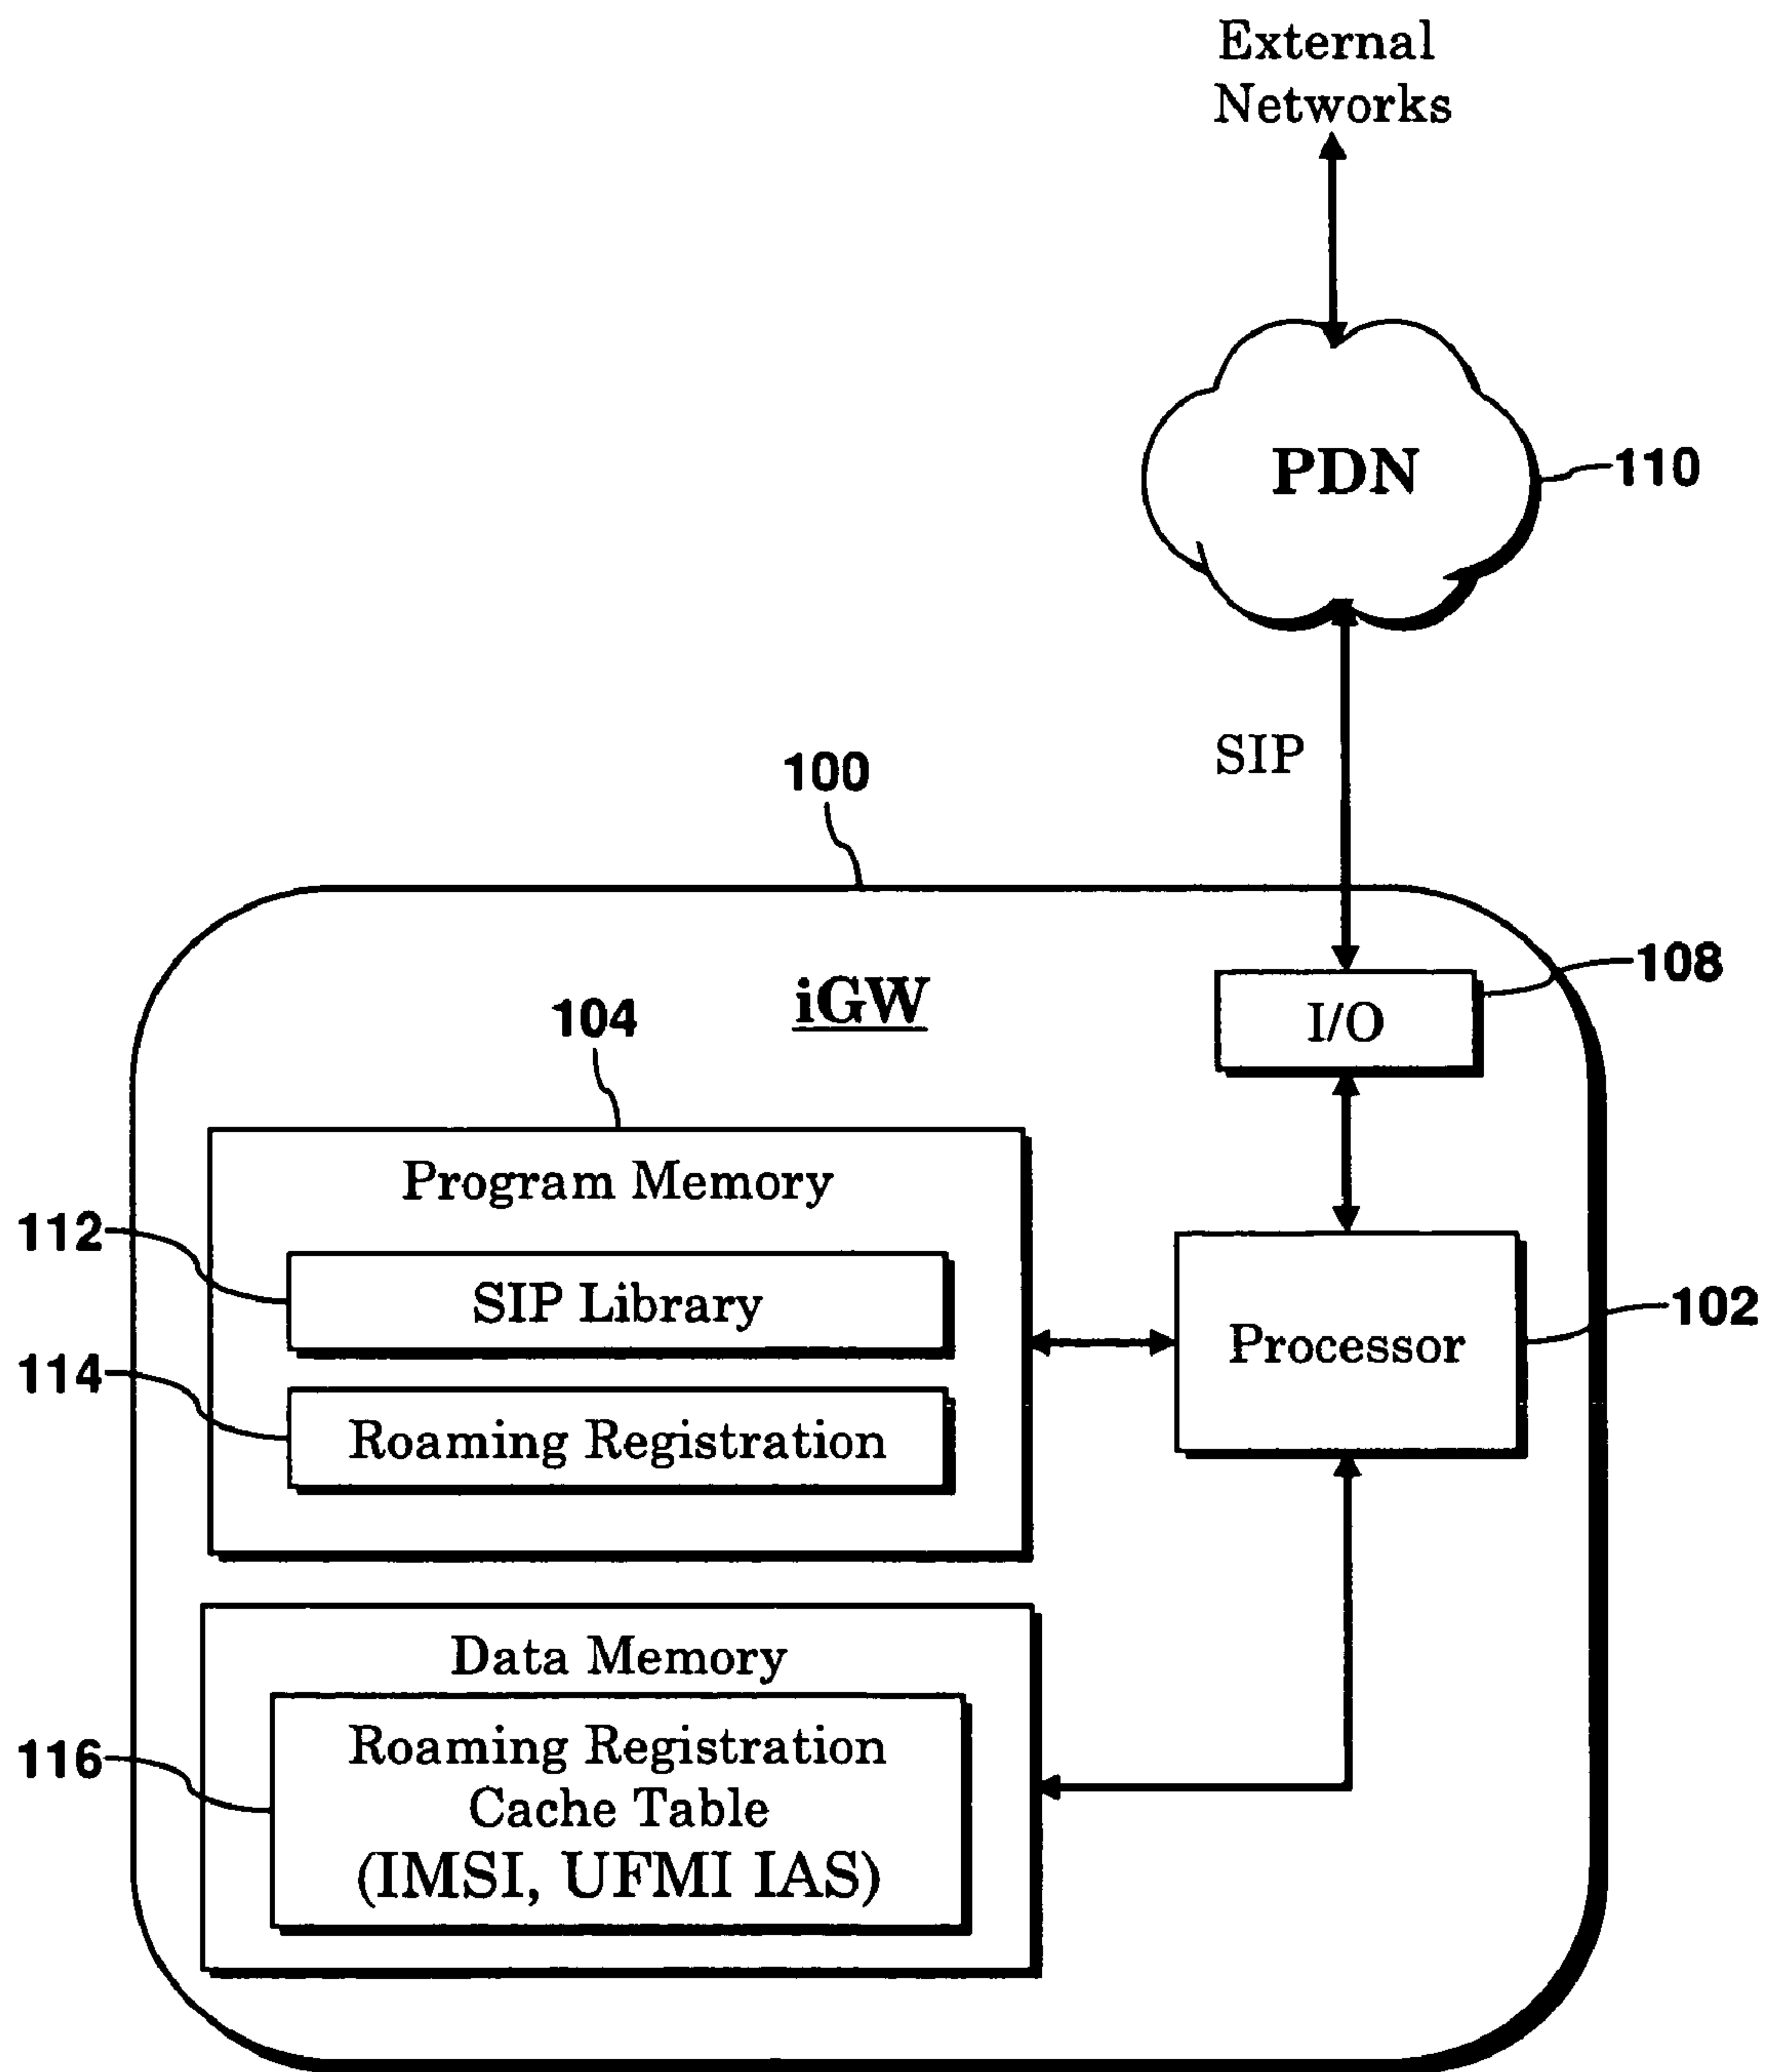 External
Networks
PDN
110
SIP
100
108
iGW
I/O
104
Program Memory
112
SIP Library
102
Processor
114
Roaming Registration
Data Memory
Roaming Registration
116
Cache Table
(IMSI, UFMI IAS)